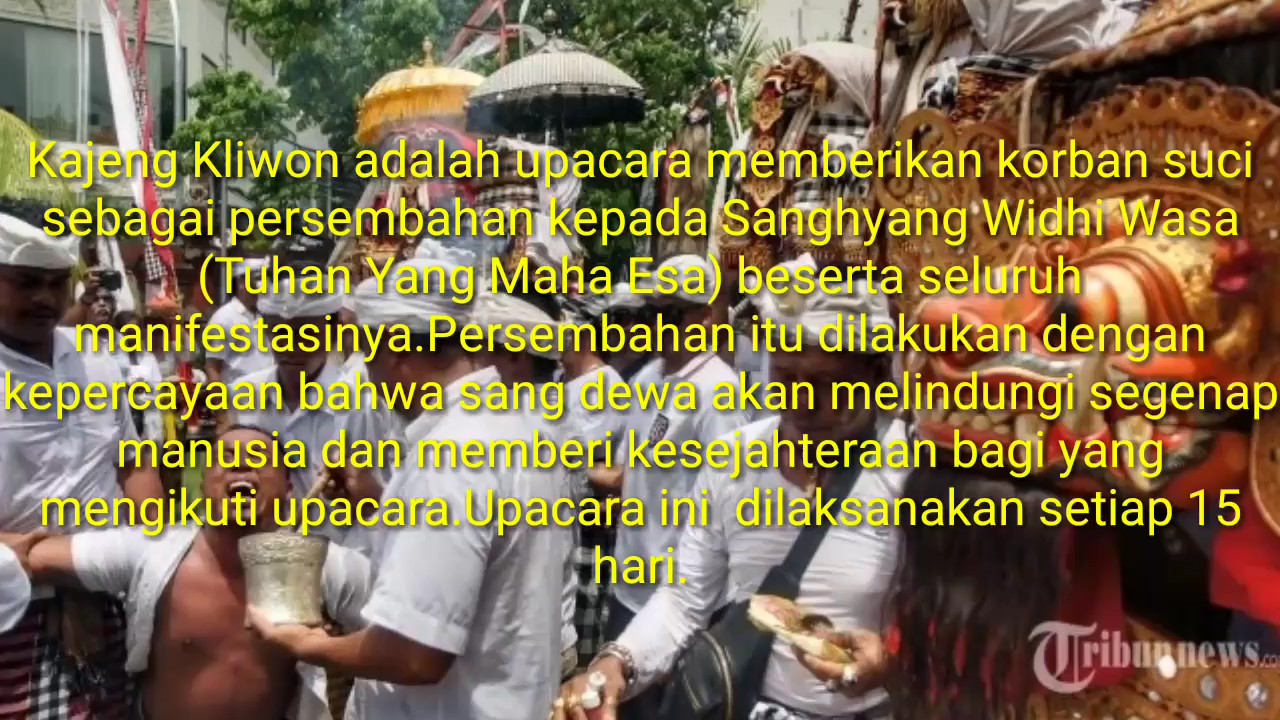 Kajeng Kliwon adalah upacara memberikan korban suci
sebagai persembahan kepada Sanghyang Widhi Wasa
(Tuhan Yang Maha Esa) beserta seluruh
manifestasinya.Persembahan itu dilakukan dengan
kepercayaan bahwa sang dewa akan melindungi segenap
manusia dan memberi kesejahteraan bagi yang
mengikuti upacara.Upacara ini  dilaksanakan setiap 15
hari.
Tribunnews.com